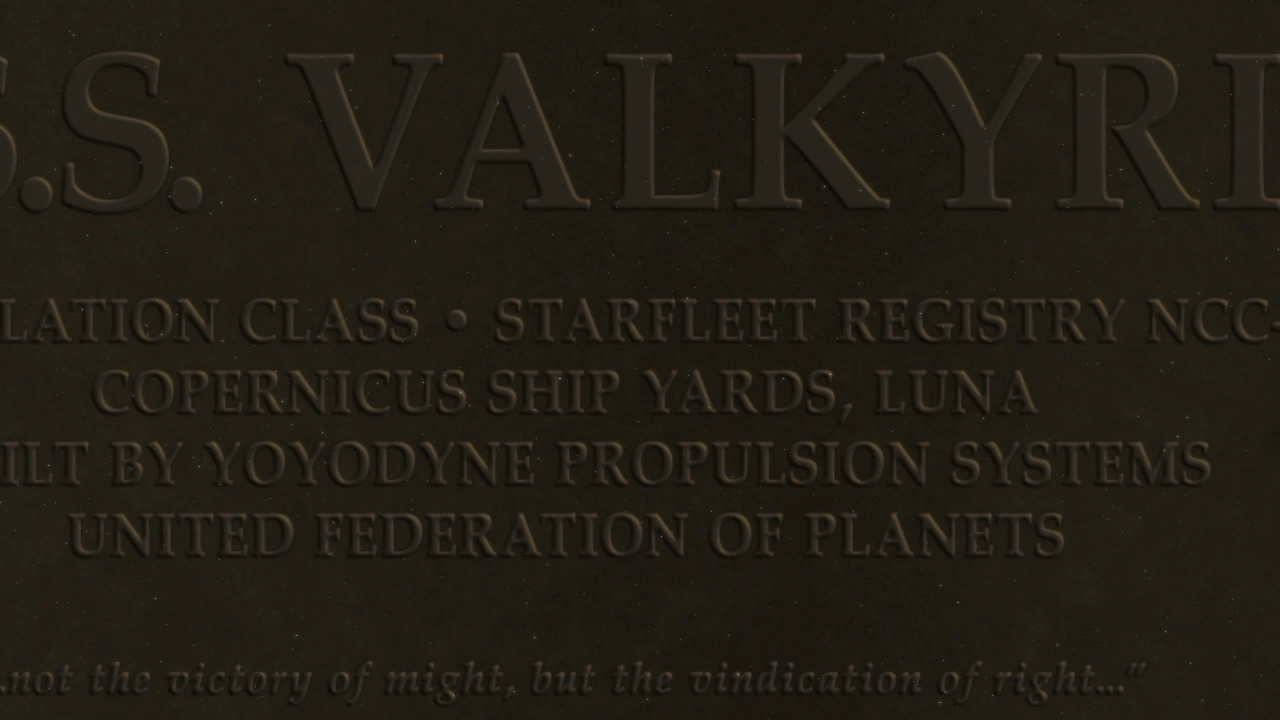 .S. VALKYRI
LATION CLASS • STARFLEET REGISTRY NCC-
COPERNICUS SHIP YARDS, LUNA
ILT BY YOYODYNE PROPULSION SYSTEMS
UNITED FEDERATION OF PLANETS
..not the victory of might, but the vindication of right..."